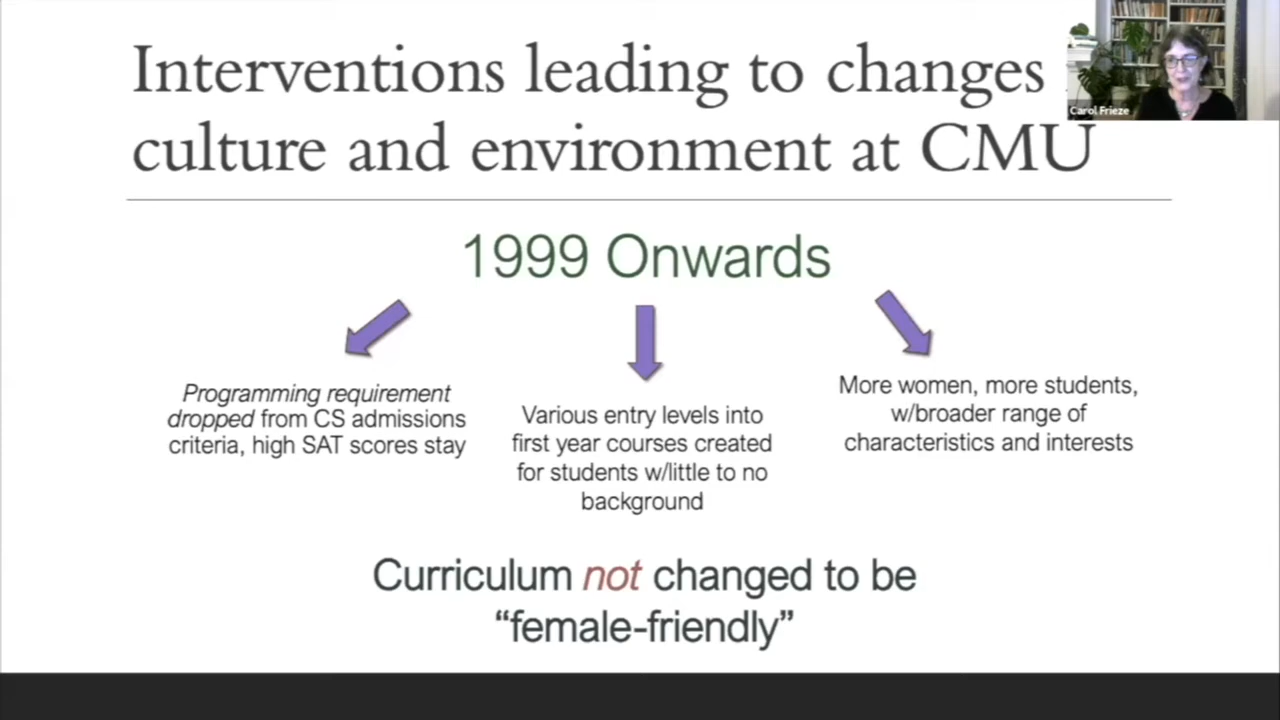 Interventions leading to changes
culture and environment at CMU
Carol Frieze
1999 Onwards
Programming requirement
dropped from CS admissions
criteria, high SAT scores stay
Various entry levels into
first year courses created
for students w/little to no
background
More women, more students,
w/broader range of
characteristics and interests
Curriculum not changed to be
“female-friendly”